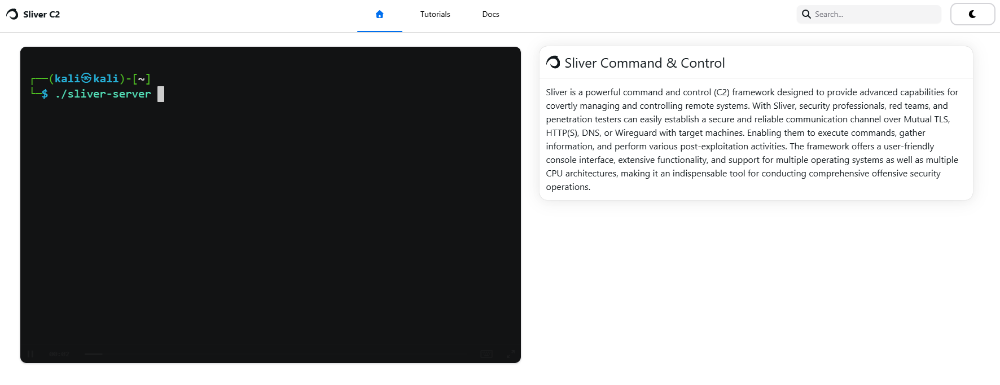 Sliver C2
Tutorials
Docs
Search...
┌──(kali㉿kali)-[~]
└─$ ./sliver-server
00:02
Sliver Command & Control
Sliver is a powerful command and control (C2) framework designed to provide advanced capabilities for
covertly managing and controlling remote systems. With Sliver, security professionals, red teams, and
penetration testers can easily establish a secure and reliable communication channel over Mutual TLS,
HTTP(S), DNS, or Wireguard with target machines. Enabling them to execute commands, gather
information, and perform various post-exploitation activities. The framework offers a user-friendly
console interface, extensive functionality, and support for multiple operating systems as well as multiple
CPU architectures, making it an indispensable tool for conducting comprehensive offensive security
operations.